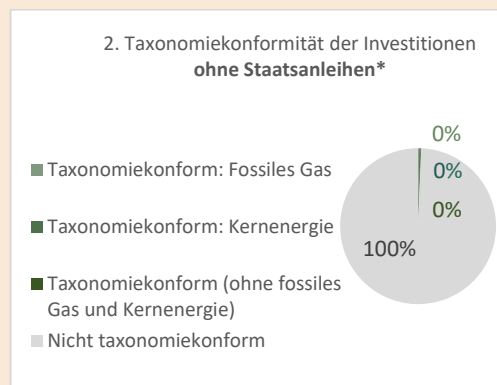 2. Taxonomiekonformität der Investitionen
ohne Staatsanleihen*
0%
Taxonomiekonform: Fossiles Gas
0%
0%
Taxonomiekonform: Kernenergie
100%
Taxonomiekonform (ohne fossiles
Gas und Kernenergie)
Nicht taxonomiekonform